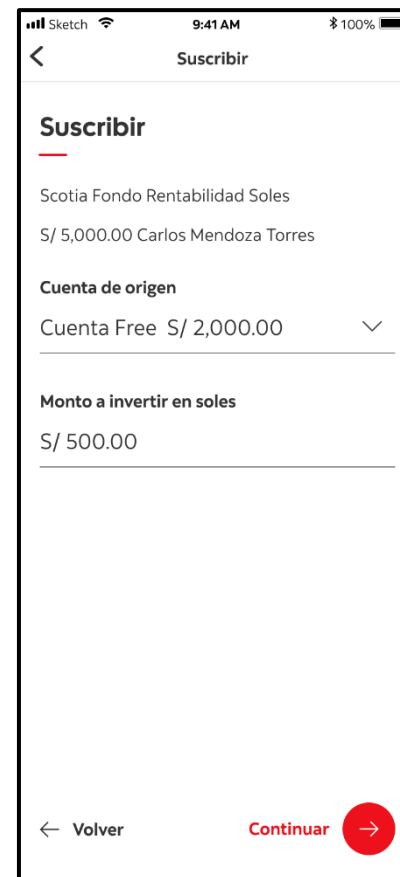 Sketch 9:41 AM 100%
Suscribir
Suscribir
Scotia Fondo Rentabilidad Soles
S/ 5,000.00 Carlos Mendoza Torres
Cuenta de origen
Cuenta Free S/ 2,000.00
Monto a invertir en soles
S/ 500.00
Volver Continuar